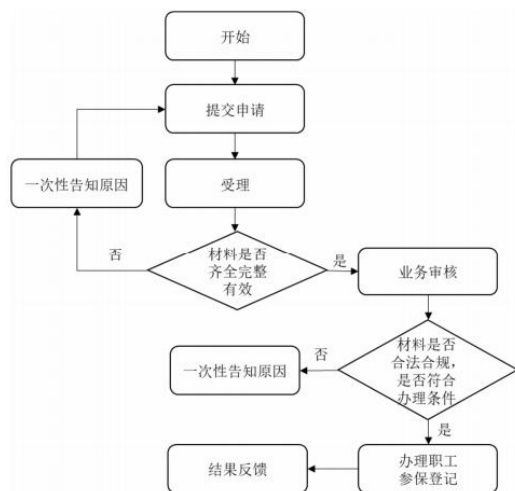 开始
提交申请
一次性告知原因
受理
材料是否
齐全完整
有效
否
是
业务审核
材料是否
合法合规，
是否符合
办理条件
否
一次性告知原因
是
办理职工
参保登记
结果反馈